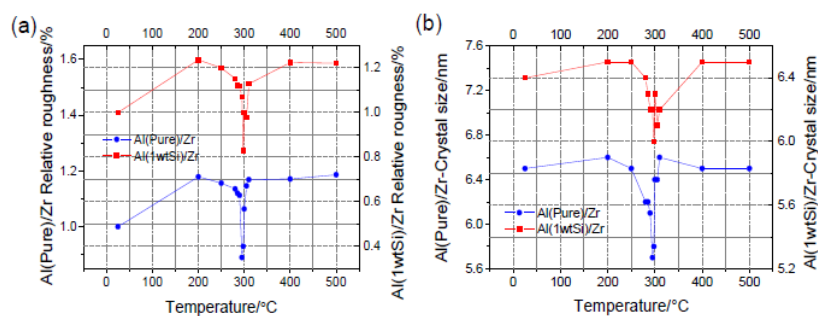 (a)
0 100 200 300 400 500
1.6
1.4
1.2
1.0
Al(Pure)/Zr Relative roughness/%
Al(Pure)/Zr
Al(1wtSi)/Zr
1.2
1.0
0.8
0.6
0.4
Al(1wtSi)/Zr Relative rougness/%
0 100 200 300 400 500
Temperature/°C
(b)
0 100 200 300 400 500
7.6
7.2
6.8
6.4
6.0
5.6
Al(Pure)/Zr-Crystal size/nm
Al(Pure)/Zr
Al(1wtSi)/Zr
6.4
6.0
5.6
5.2
Al(1wtSi)/Zr-Crystal size/nm
0 100 200 300 400 500
Temperature/°C